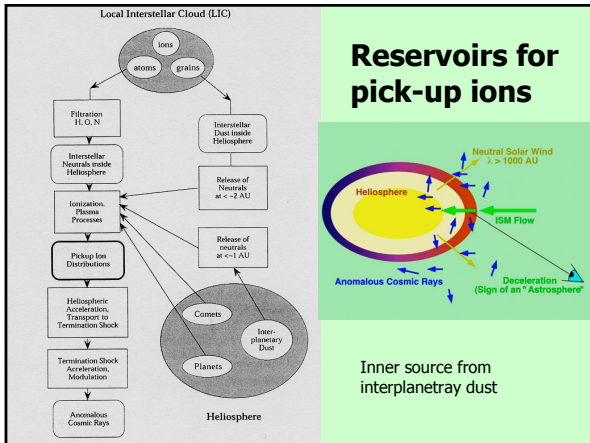 Local Interstellar Cloud (LIC)
ions
atoms
grains
Filtration
H, O, N
Interstellar
Dust inside
Heliosphere
Interstellar
Neutrals inside
Heliosphere
Release of
Neutrals
at < ~2 AU
Ionization,
Plasma
Processes
Release of
neutrals
at <~1 AU
Pickup Ion
Distributions
Heliospheric
Acceleration,
Transport to
Termination Shock
Comets
Inter-
planetary
Dust
Planets
Termination Shock
Acceleration,
Modulation
Heliosphere
Anomalous
Cosmic Rays
Reservoirs for
pick-up ions
Neutral Solar Wind
λ > 1000 AU
Heliosphere
ISM Flow
Anomalous Cosmic Rays
Deceleration
(Sign of an "Astrosphere"
Inner source from
interplanetray dust